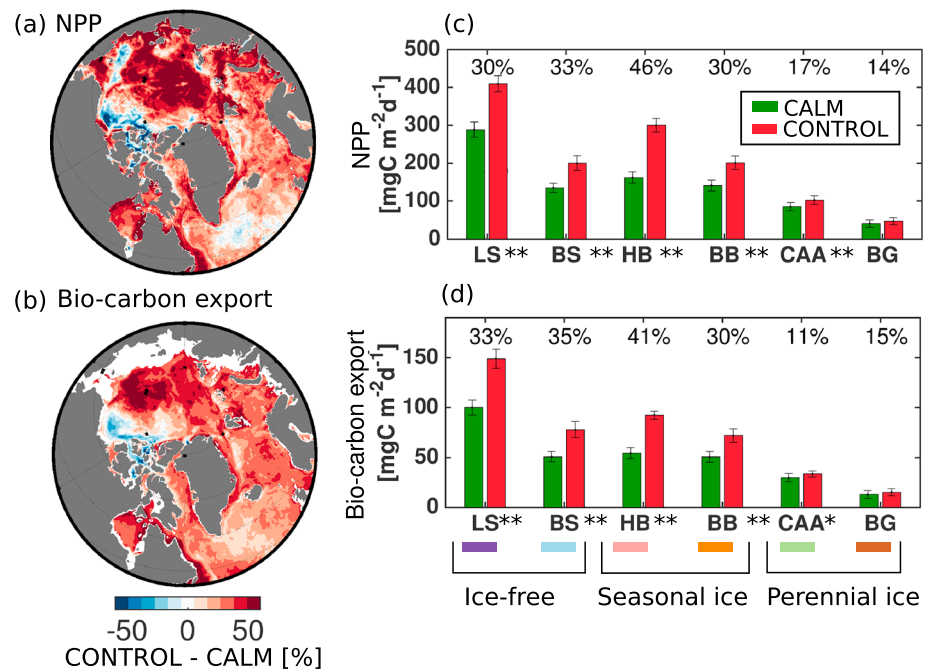 (a) NPP
(c)
500
400
300
200
100
0
NPP
[mgC m-2d-1]
30% 33% 46% 30% 17% 14%
CALM
CONTROL
LS ** BS ** HB ** BB ** CAA ** BG
(b) Bio-carbon export
(d)
150
100
50
0
Bio-carbon export
[mgC m-2d-1]
33% 35% 41% 30% 11% 15%
LS** BS ** HB ** BB ** CAA* BG
Ice-free Seasonal ice Perennial ice
-50 0 50
CONTROL - CALM [%]